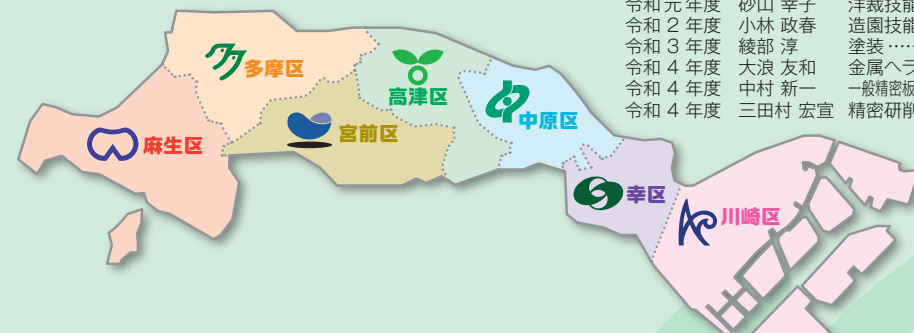 令和元年度 砂山 幸子 洋裁技能
令和2年度 小林 政春 造園技能
令和3年度 綾部 淳 塗装……
令和4年度 大浪 友和 金属ヘラ
令和4年度 中村 新一 一般精密板
令和4年度 三田村 宏宣 精密研削
多摩区
高津区
中原区
宮前区
麻生区
幸区
川崎区